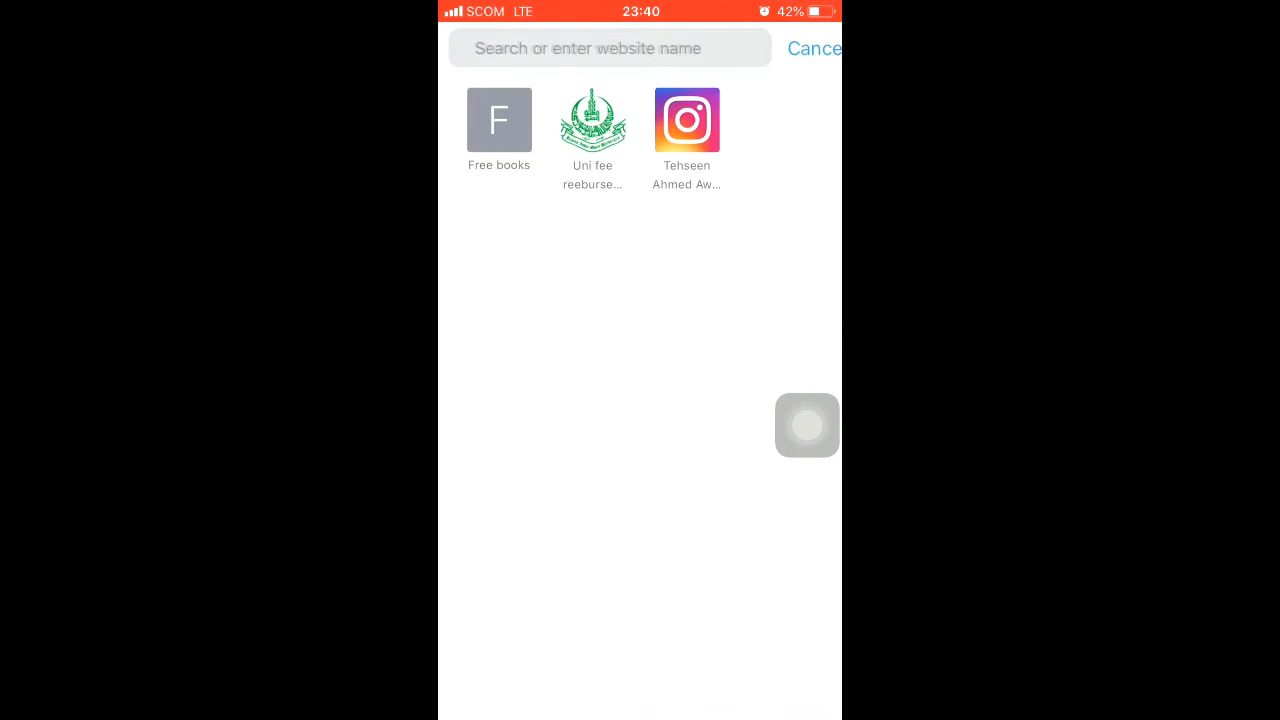 SCOM LTE 23:40 42%
Search or enter website name Cance
F
Free books
Uni fee
reeburse...
Tehseen
Ahmed Aw...